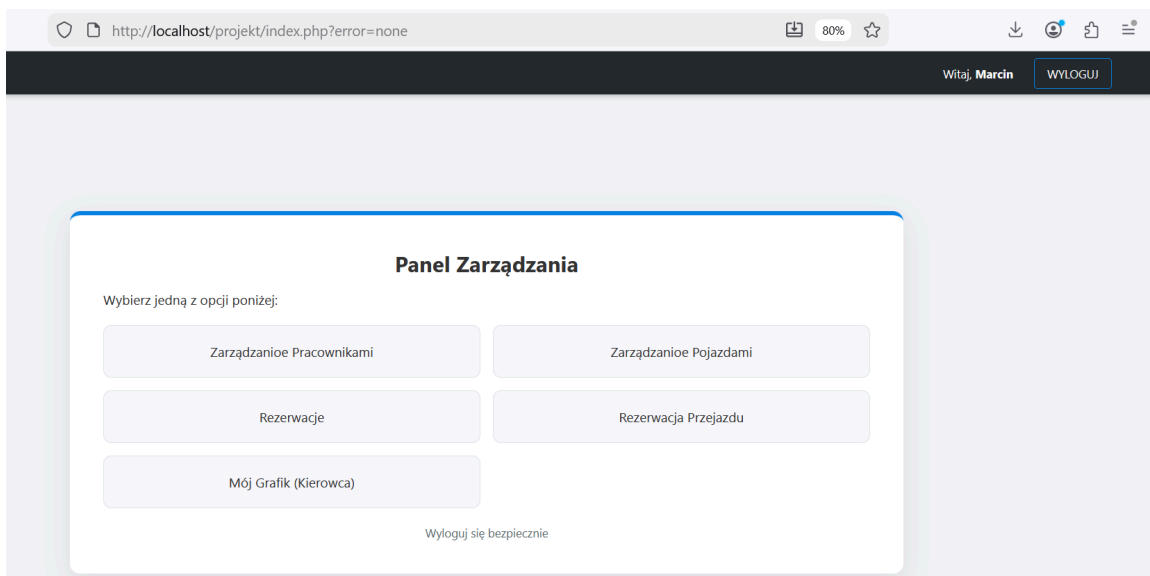 http://localhost/projekt/index.php?error=none
80%
Witaj, Marcin
WYLOGUJ
Panel Zarządzania
Wybierz jedną z opcji poniżej:
Zarządzanioe Pracownikami
Zarządzanioe Pojazdami
Rezerwacje
Rezerwacja Przejazdu
Mój Grafik (Kierowca)
Wyloguj się bezpiecznie